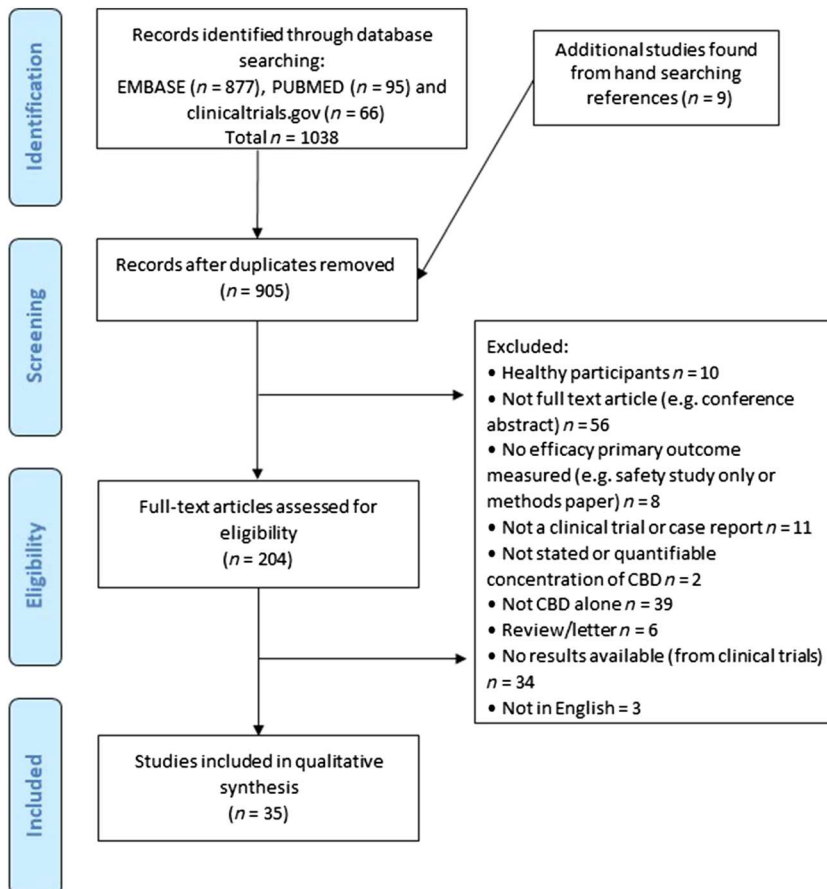 Identification
Records identified through database
searching:
EMBASE (n = 877), PUBMED (n = 95) and
clinicaltrials.gov (n = 66)
Total n = 1038
Additional studies found
from hand searching
references (n = 9)
Screening
Records after duplicates removed
(n = 905)
Excluded:
• Healthy participants n = 10
• Not full text article (e.g. conference
abstract) n = 56
• No efficacy primary outcome
measured (e.g. safety study only or
methods paper) n = 8
• Not a clinical trial or case report n = 11
• Not stated or quantifiable
concentration of CBD n = 2
• Not CBD alone n = 39
• Review/letter n = 6
• No results available (from clinical trials)
n = 34
• Not in English = 3
Eligibility
Full-text articles assessed for
eligibility
(n = 204)
Included
Studies included in qualitative
synthesis
(n = 35)